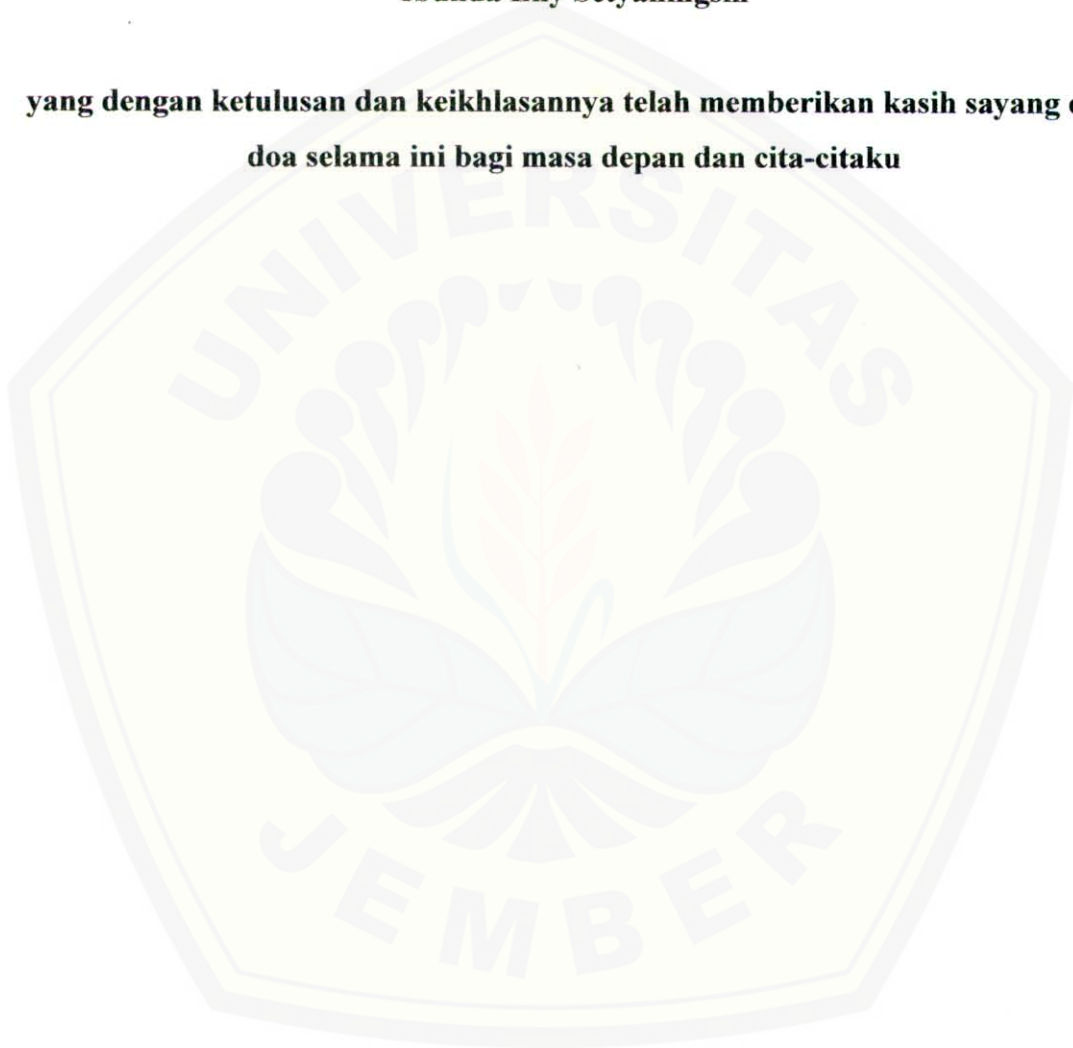 yang dengan ketulusan dan keikhlasannya telah memberikan kasih sayang
doa selama ini bagi masa depan dan cita-citaku
UNIVERSITAS
JEMBER